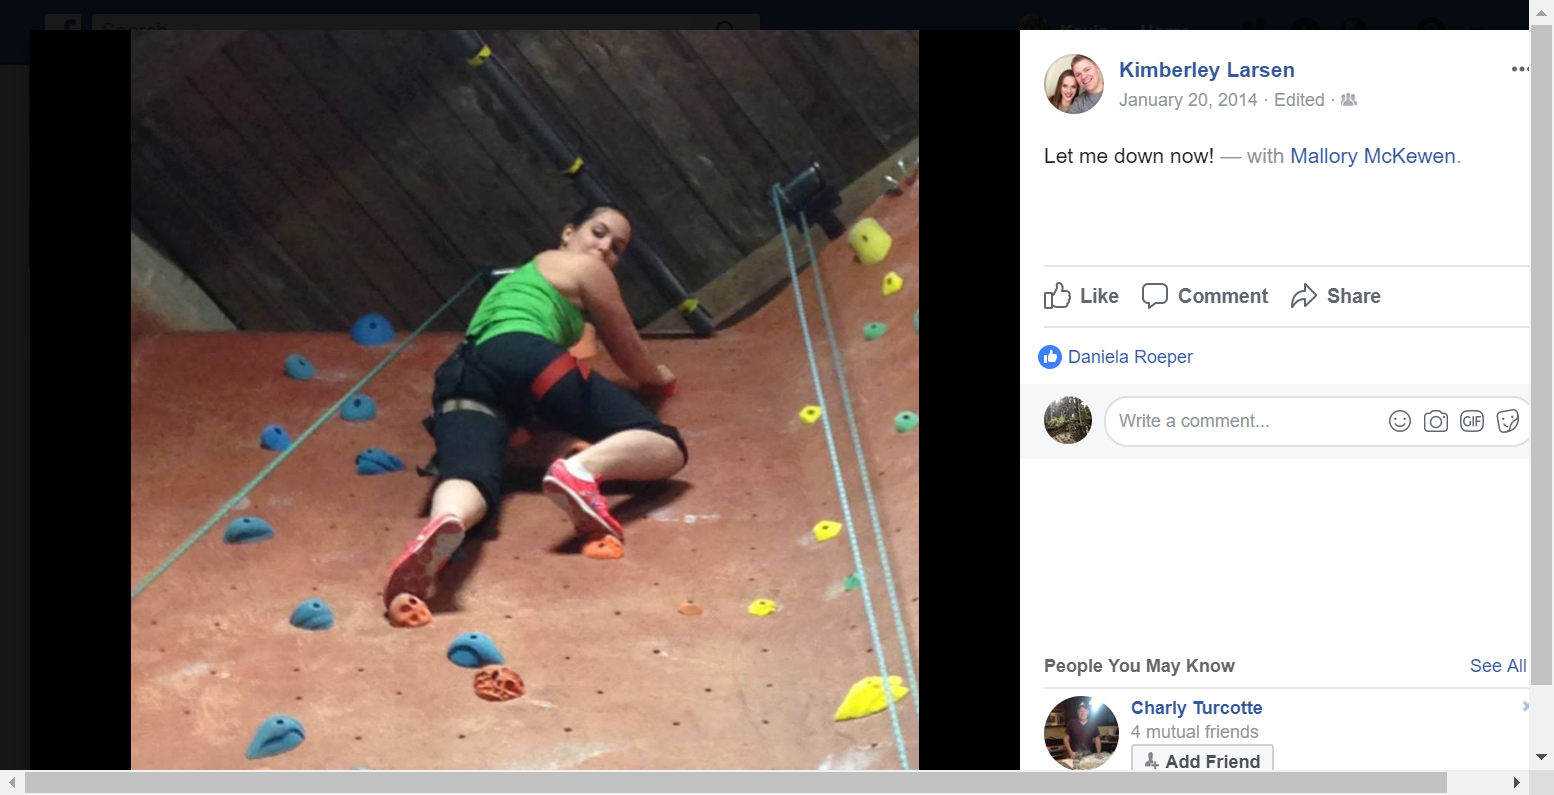 Search
Kimberley Larsen
January 20, 2014 · Edited ·
Let me down now! — with Mallory McKewen.
Like Comment Share
Daniela Roeper
Write a comment...
GIF
People You May Know
See All
Charly Turcotte
4 mutual friends
Add Friend